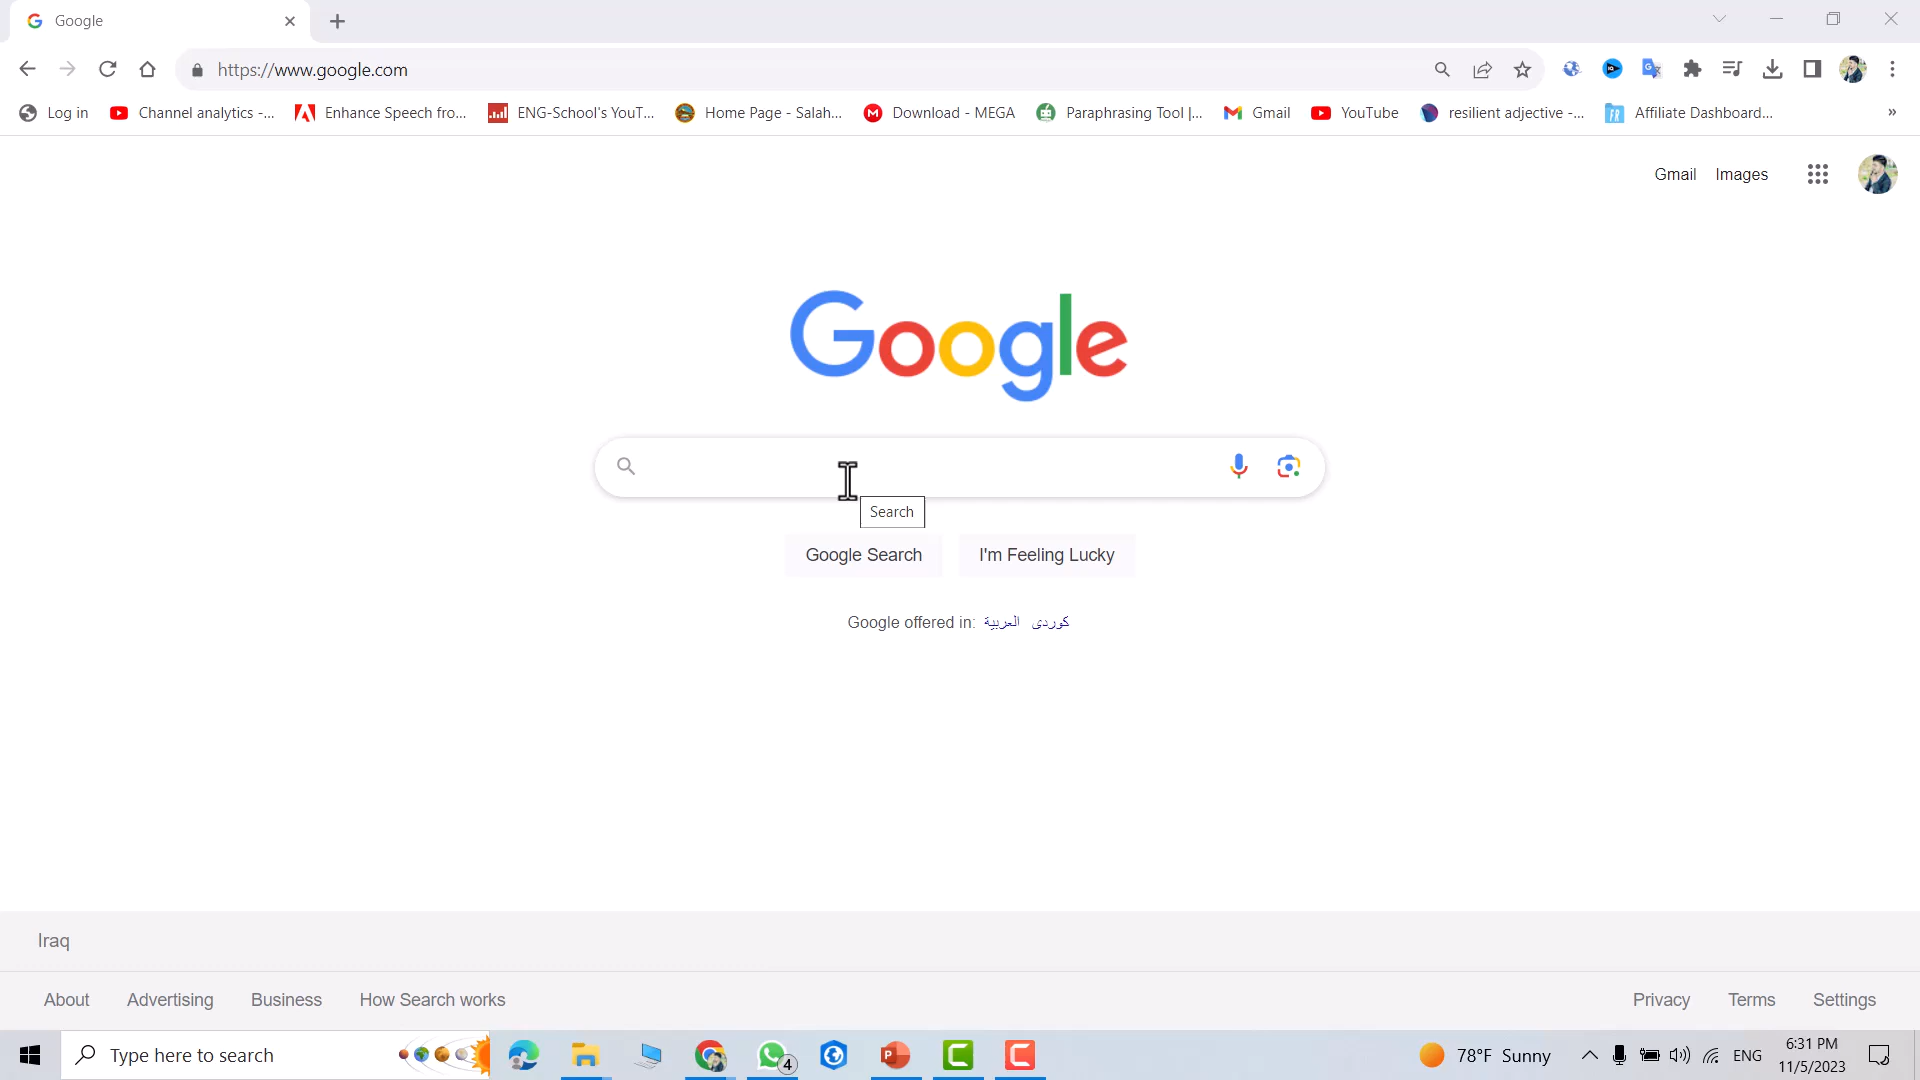 Google
https://www.google.com
Log in
Channel analytics -...
Enhance Speech fro...
ENG-School's YouT...
Home Page - Salah...
Download - MEGA
Paraphrasing Tool |...
Gmail
YouTube
resilient adjective -...
Affiliate Dashboard...
»
Gmail
Images
Google
Search
Google Search
I'm Feeling Lucky
Google offered in: العربية كوردی
Iraq
About
Advertising
Business
How Search works
Privacy
Terms
Settings
Type here to search
4
78°F Sunny
ENG
6:31 PM
11/5/2023